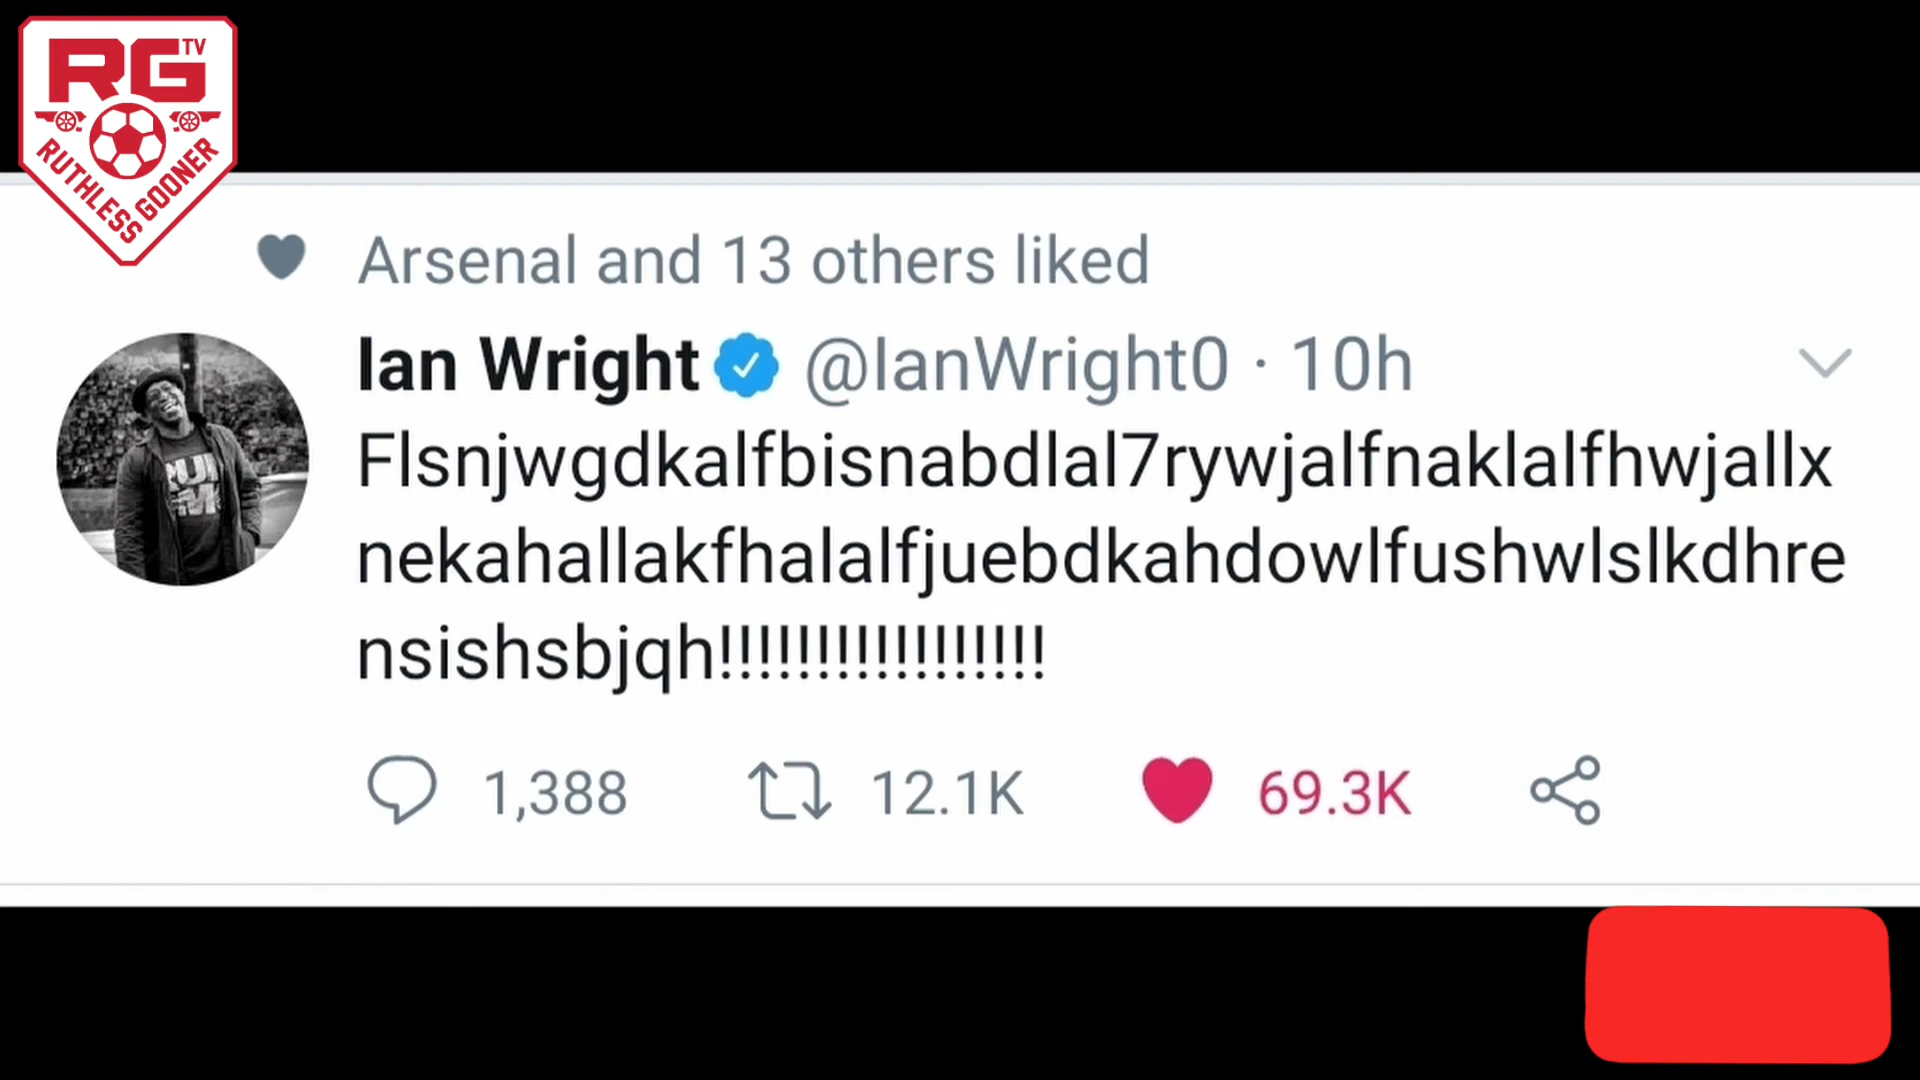 RG TV
RUTHLESS GOONER
Arsenal and 13 others liked
Ian Wright @IanWright0 · 10h
Flsnjwgdkalfbisnabdlal7rywjalfnaklalfhwjallx
nekahallakfhalalfjuebdkahdowlfushwlslkdhre
nsishsbjqh!!!!!!!!!!!!!!!!!
1,388 12.1K 69.3K